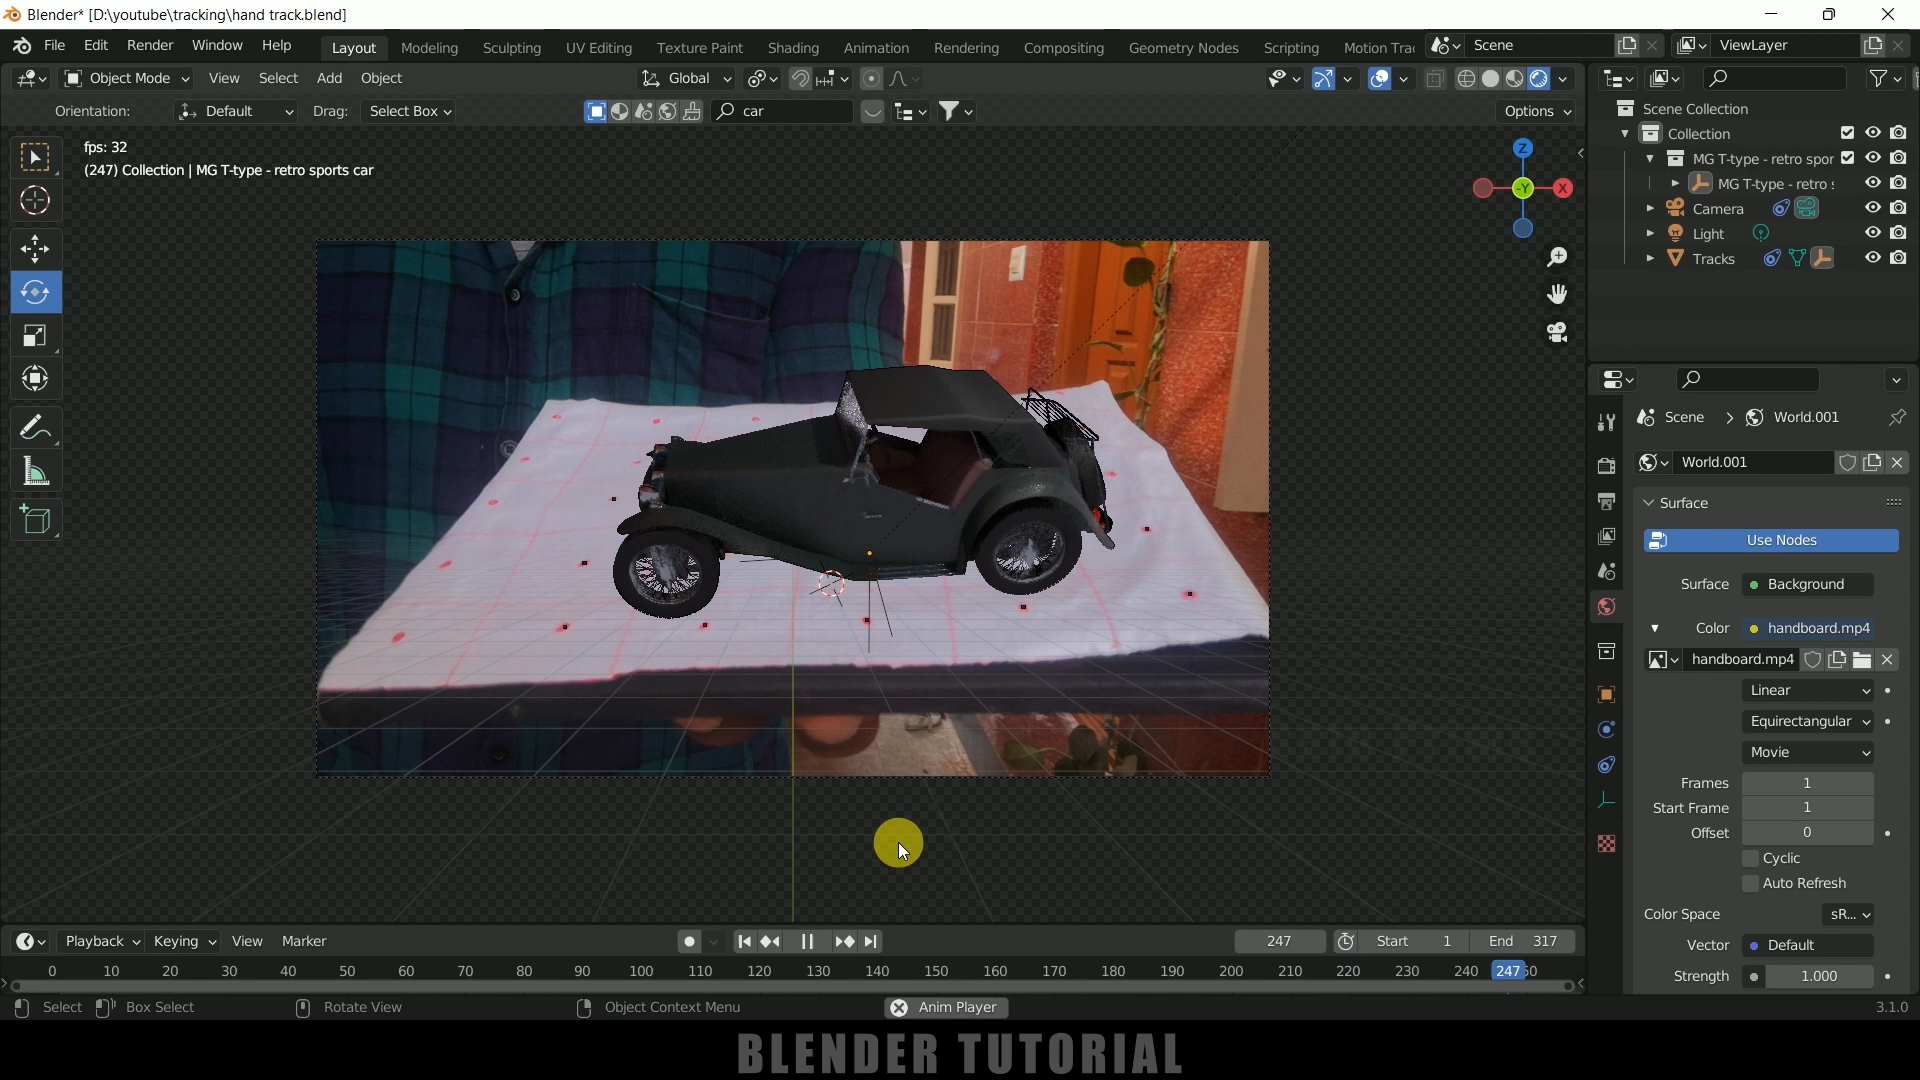 Blender* [D:\youtube\tracking\hand track.blend]
File Edit Render Window Help Layout Modeling Sculpting UV Editing Texture Paint Shading Animation Rendering Compositing Geometry Nodes Scripting Motion Trac Scene ViewLayer
Object Mode View Select Add Object Global
Orientation: Default Drag: Select Box car Options
fps: 32
(247) Collection | MG T-type - retro sports car
Z
-Y X
Scene Collection
Collection
MG T-type - retro spor
MG T-type - retro s
Camera
Light
Tracks
Scene > World.001
World.001
Surface
Use Nodes
Surface Background
Color handboard.mp4
handboard.mp4
Linear
Equirectangular
Movie
Frames 1
Start Frame 1
Offset 0
Cyclic
Auto Refresh
Color Space sR...
Vector Default
Strength 1.000
Playback Keying View Marker 247 Start 1 End 317
0 10 20 30 40 50 60 70 80 90 100 110 120 130 140 150 160 170 180 190 200 210 220 230 240 247
Select Box Select Rotate View Object Context Menu Anim Player 3.1.0
BLENDER TUTORIAL